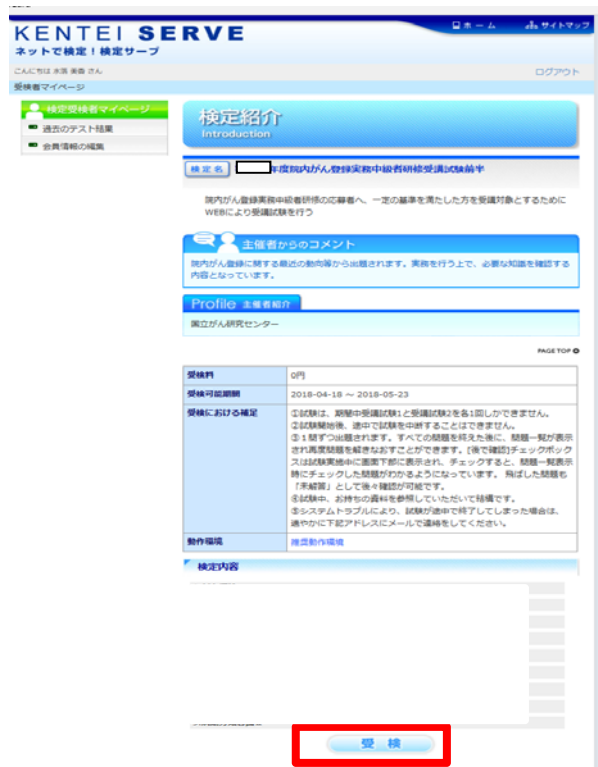 KENTEI SERVE
ホーム
サイトマップ
ネットで検定！検定サーブ
こんにちは
さん
ログアウト
受検者マイページ
検定受検者マイページ
過去のテスト結果
会員情報の編集
検定紹介
Introduction
検定名 年度院内がん登録実務中級者研修受講試験前半
院内がん登録実務中級者研修の応募者へ、一定の基準を満たした方を受講対象とするために
WEBにより受講試験を行う
主催者からのコメント
院内がん登録に関する最近の動向等から出題されます。実務を行う上で、必要な知識を確認する
内容となっています。
Profile 主催者紹介
国立がん研究センター
PAGE TOP
受検料 0円
受検可能期間 2018-04-18 ～ 2018-05-23
受検における補足 ①試験は、期間中受講試験1と受講試験2を各1回しかできません。
②試験開始後、途中で試験を中断することはできません。
③１問ずつ出題されます。すべての問題を終えた後に、問題一覧が表示
され再度問題を解きなおすことができます。[後で確認]チェックボック
スは試験実施中に画面下部に表示され、チェックすると、問題一覧表示
時にチェックした問題がわかるようになっています。 飛ばした問題も
「未解答」として後々確認が可能です。
④試験中、お持ちの資料を参照していただいて結構です。
⑤システムトラブルにより、試験が途中で終了してしまった場合は、
速やかに下記アドレスにメールで連絡をしてください。
動作環境 推奨動作環境
検定内容
受 検